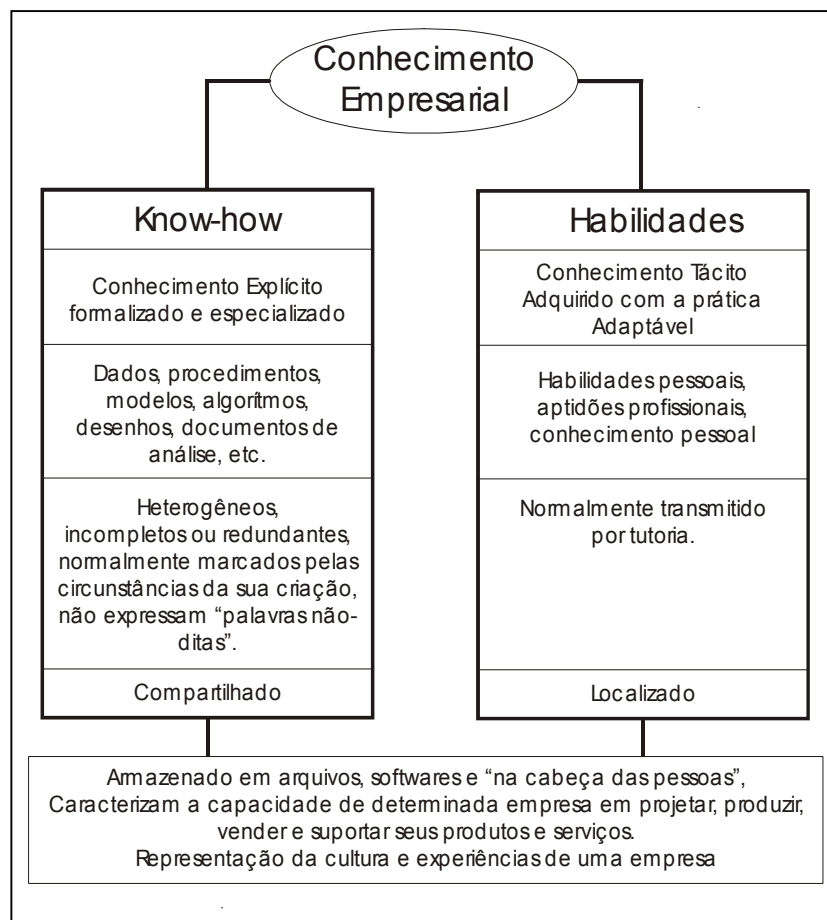 Conhecimento
Empresarial
Know-how
Conhecimento Explícito
formalizado e especializado
Dados, procedimentos,
modelos, algorítmos,
desenhos, documentos de
análise, etc.
Heterogêneos,
incompletos ou redundantes,
normalmente marcados pelas
circunstâncias da sua criação,
não expressam “palavras não-
ditas”.
Compartilhado
Habilidades
Conhecimento Tácito
Adquirido com a prática
Adaptável
Habilidades pessoais,
aptidões profissionais,
conhecimento pessoal
Normalmente transmitido
por tutoria.
Localizado
Armazenado em arquivos, softwares e “na cabeça das pessoas”,
Caracterizam a capacidade de determinada empresa em projetar, produzir,
vender e suportar seus produtos e serviços.
Representação da cultura e experiências de uma empresa